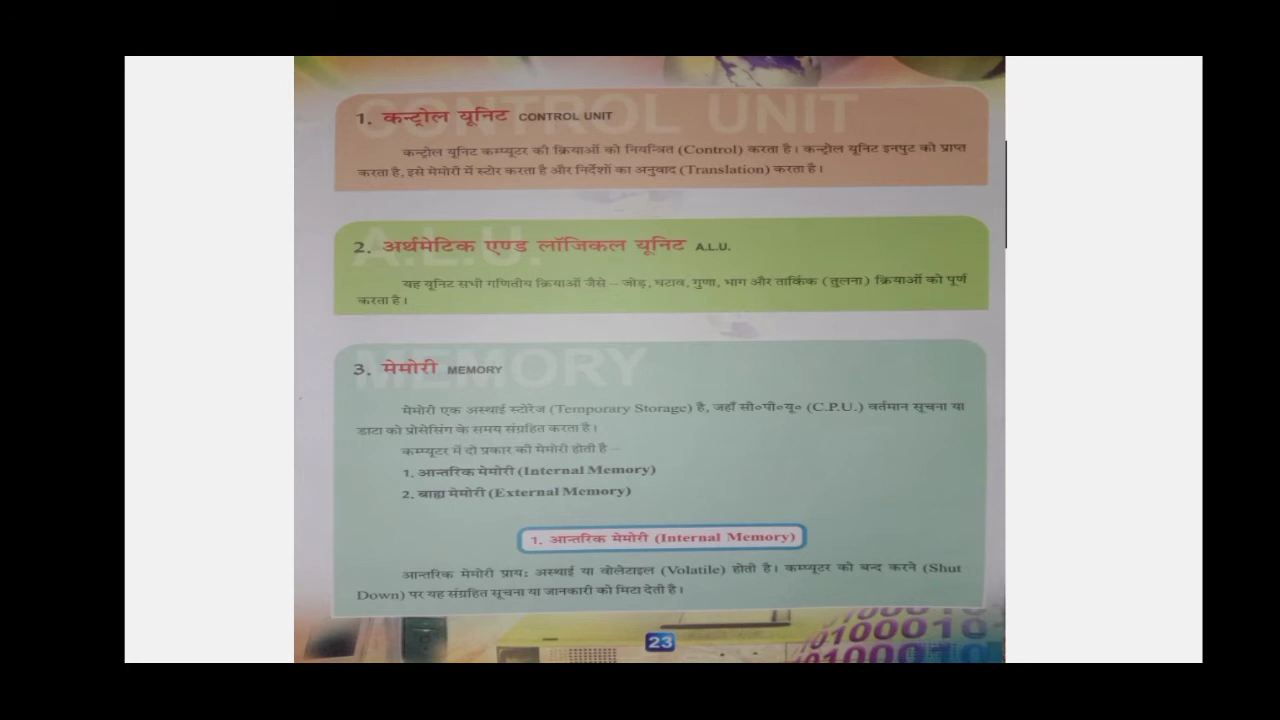 CONTROL UNIT
1. कन्ट्रोल यूनिट CONTROL UNIT
कन्ट्रोल यूनिट कम्प्यूटर की क्रियाओं को नियन्त्रित (Control) करता है। कन्ट्रोल यूनिट इनपुट को प्राप्त
करता है, इसे मेमोरी में स्टोर करता है और निर्देशों का अनुवाद (Translation) करता है।
A.L.U.
2. अर्थमेटिक एण्ड लॉजिकल यूनिट A.L.U.
यह यूनिट सभी गणितीय क्रियाओं जैसे – जोड़, घटाव, गुणा, भाग और तार्किक (तुलना) क्रियाओं को पूर्ण
करता है।
MEMORY
3. मेमोरी MEMORY
मेमोरी एक अस्थाई स्टोरेज (Temporary Storage) है, जहाँ सी०पी०यू० (C.P.U.) वर्तमान सूचना या
डाटा को प्रोसेसिंग के समय संग्रहित करता है।
कम्प्यूटर में दो प्रकार की मेमोरी होती है –
1. आन्तरिक मेमोरी (Internal Memory)
2. बाह्य मेमोरी (External Memory)
1. आन्तरिक मेमोरी (Internal Memory)
आन्तरिक मेमोरी प्राय: अस्थाई या वोलेटाइल (Volatile) होती है। कम्प्यूटर को बन्द करने (Shut
Down) पर यह संग्रहित सूचना या जानकारी को मिटा देती है।
23
0100010